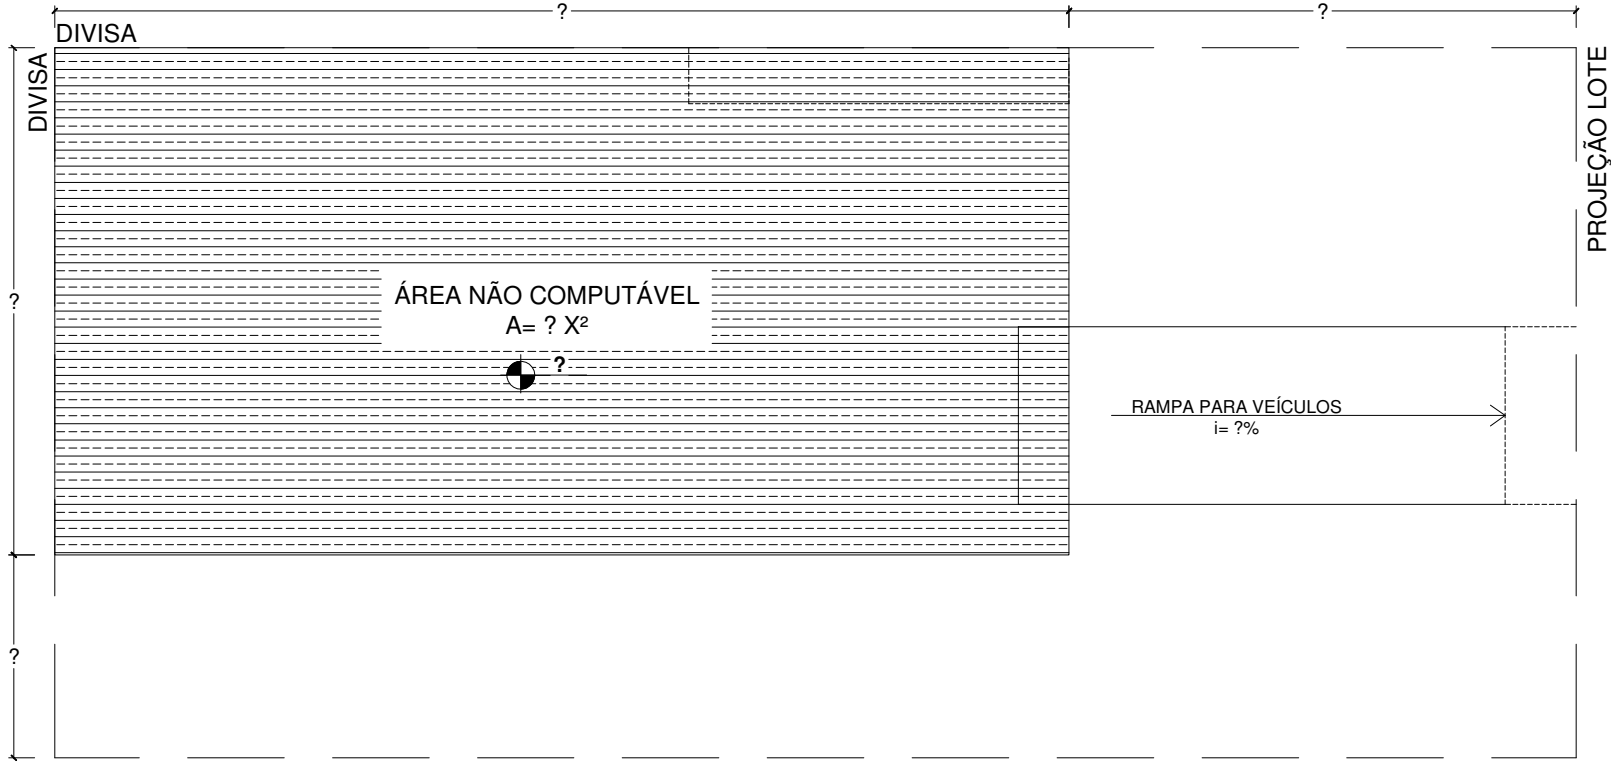 ?
?
DIVISA
DIVISA
PROJEÇÃO LOTE
?
ÁREA NÃO COMPUTÁVEL
A= ? X²
?
RAMPA PARA VEÍCULOS
i= ?%
?